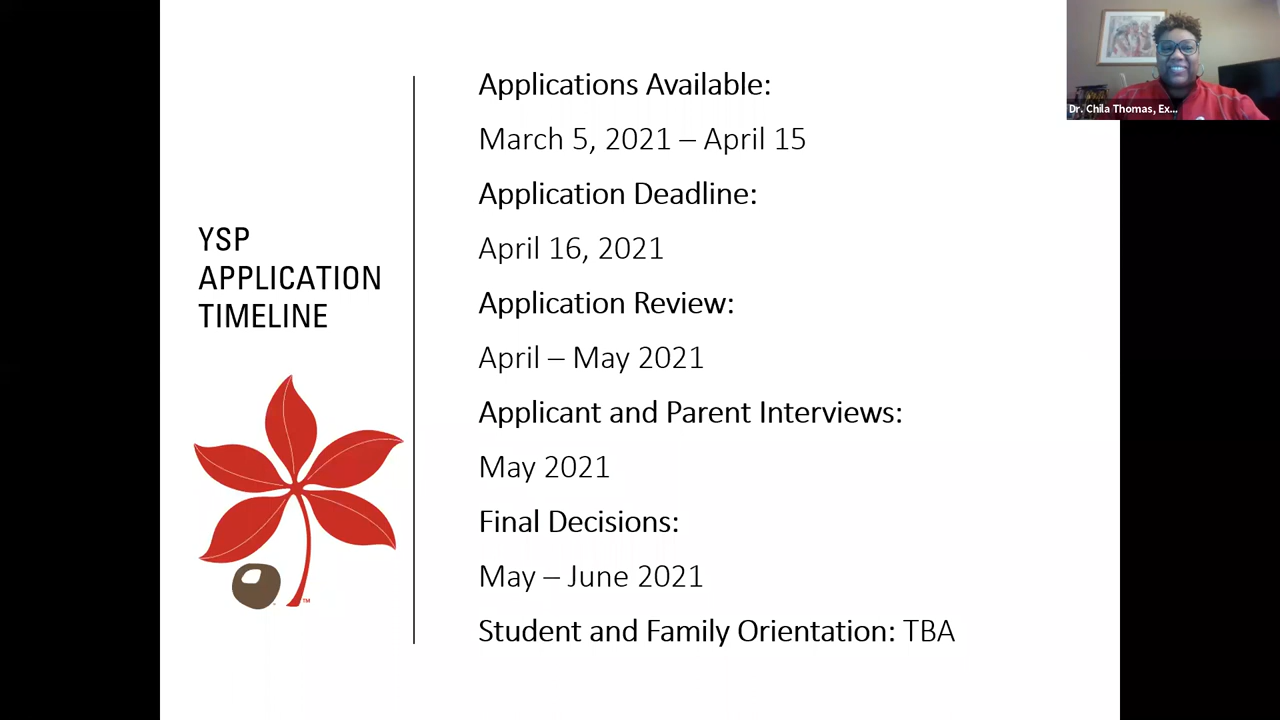 Applications Available:
March 5, 2021 – April 15
Application Deadline:
April 16, 2021
Application Review:
April – May 2021
Applicant and Parent Interviews:
May 2021
Final Decisions:
May – June 2021
Student and Family Orientation: TBA
YSP
APPLICATION
TIMELINE
TM
Dr. Chila Thomas, Ex...